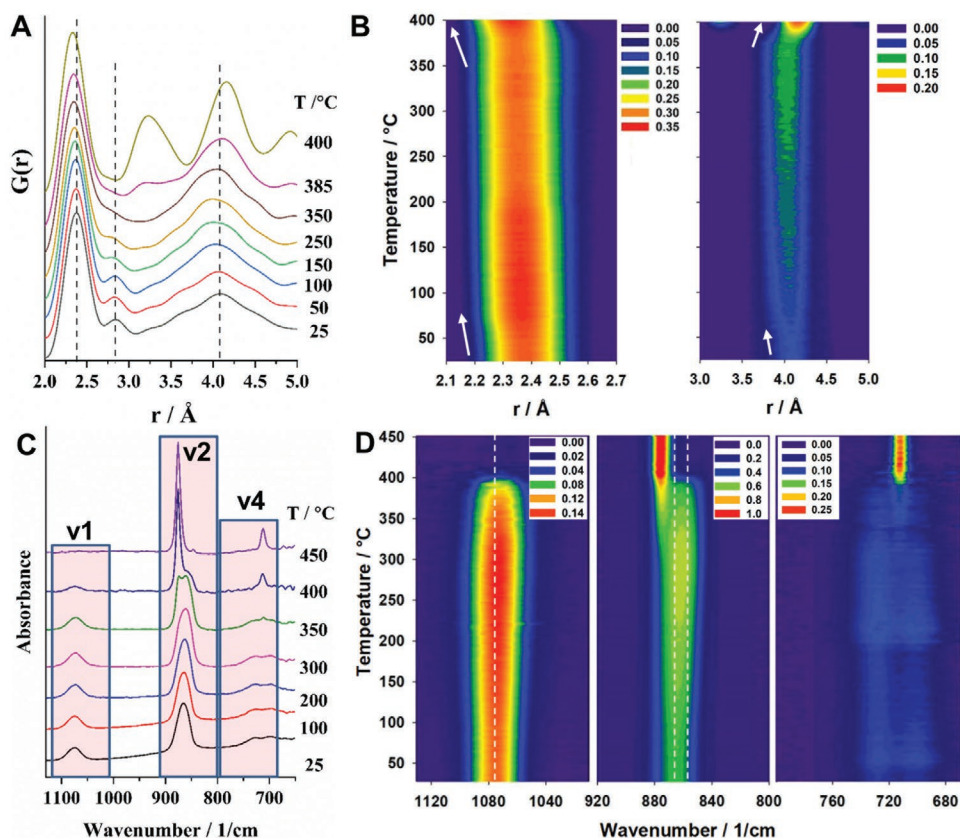 A
T /°C
400
385
350
250
150
100
50
25
G(r)
2.0 2.5 3.0 3.5 4.0 4.5 5.0
r / Å
B
400
350
300
250
200
150
100
50
Temperature / °C
2.1 2.2 2.3 2.4 2.5 2.6 2.7
r / Å
0.00
0.05
0.10
0.15
0.20
0.25
0.30
0.35
3.0 3.5 4.0 4.5 5.0
r / Å
0.00
0.05
0.10
0.15
0.20
C
v1
v2
v4
T / °C
450
400
350
300
200
100
25
Absorbance
1100 1000 900 800 700
Wavenumber / 1/cm
D
450
400
350
300
250
200
150
100
50
Temperature / °C
0.00
0.02
0.04
0.08
0.12
0.14
0.0
0.2
0.4
0.6
0.8
1.0
0.00
0.05
0.10
0.15
0.20
0.25
1120 1080 1040 920 880 840 800 760 720 680
Wavenumber / 1/cm